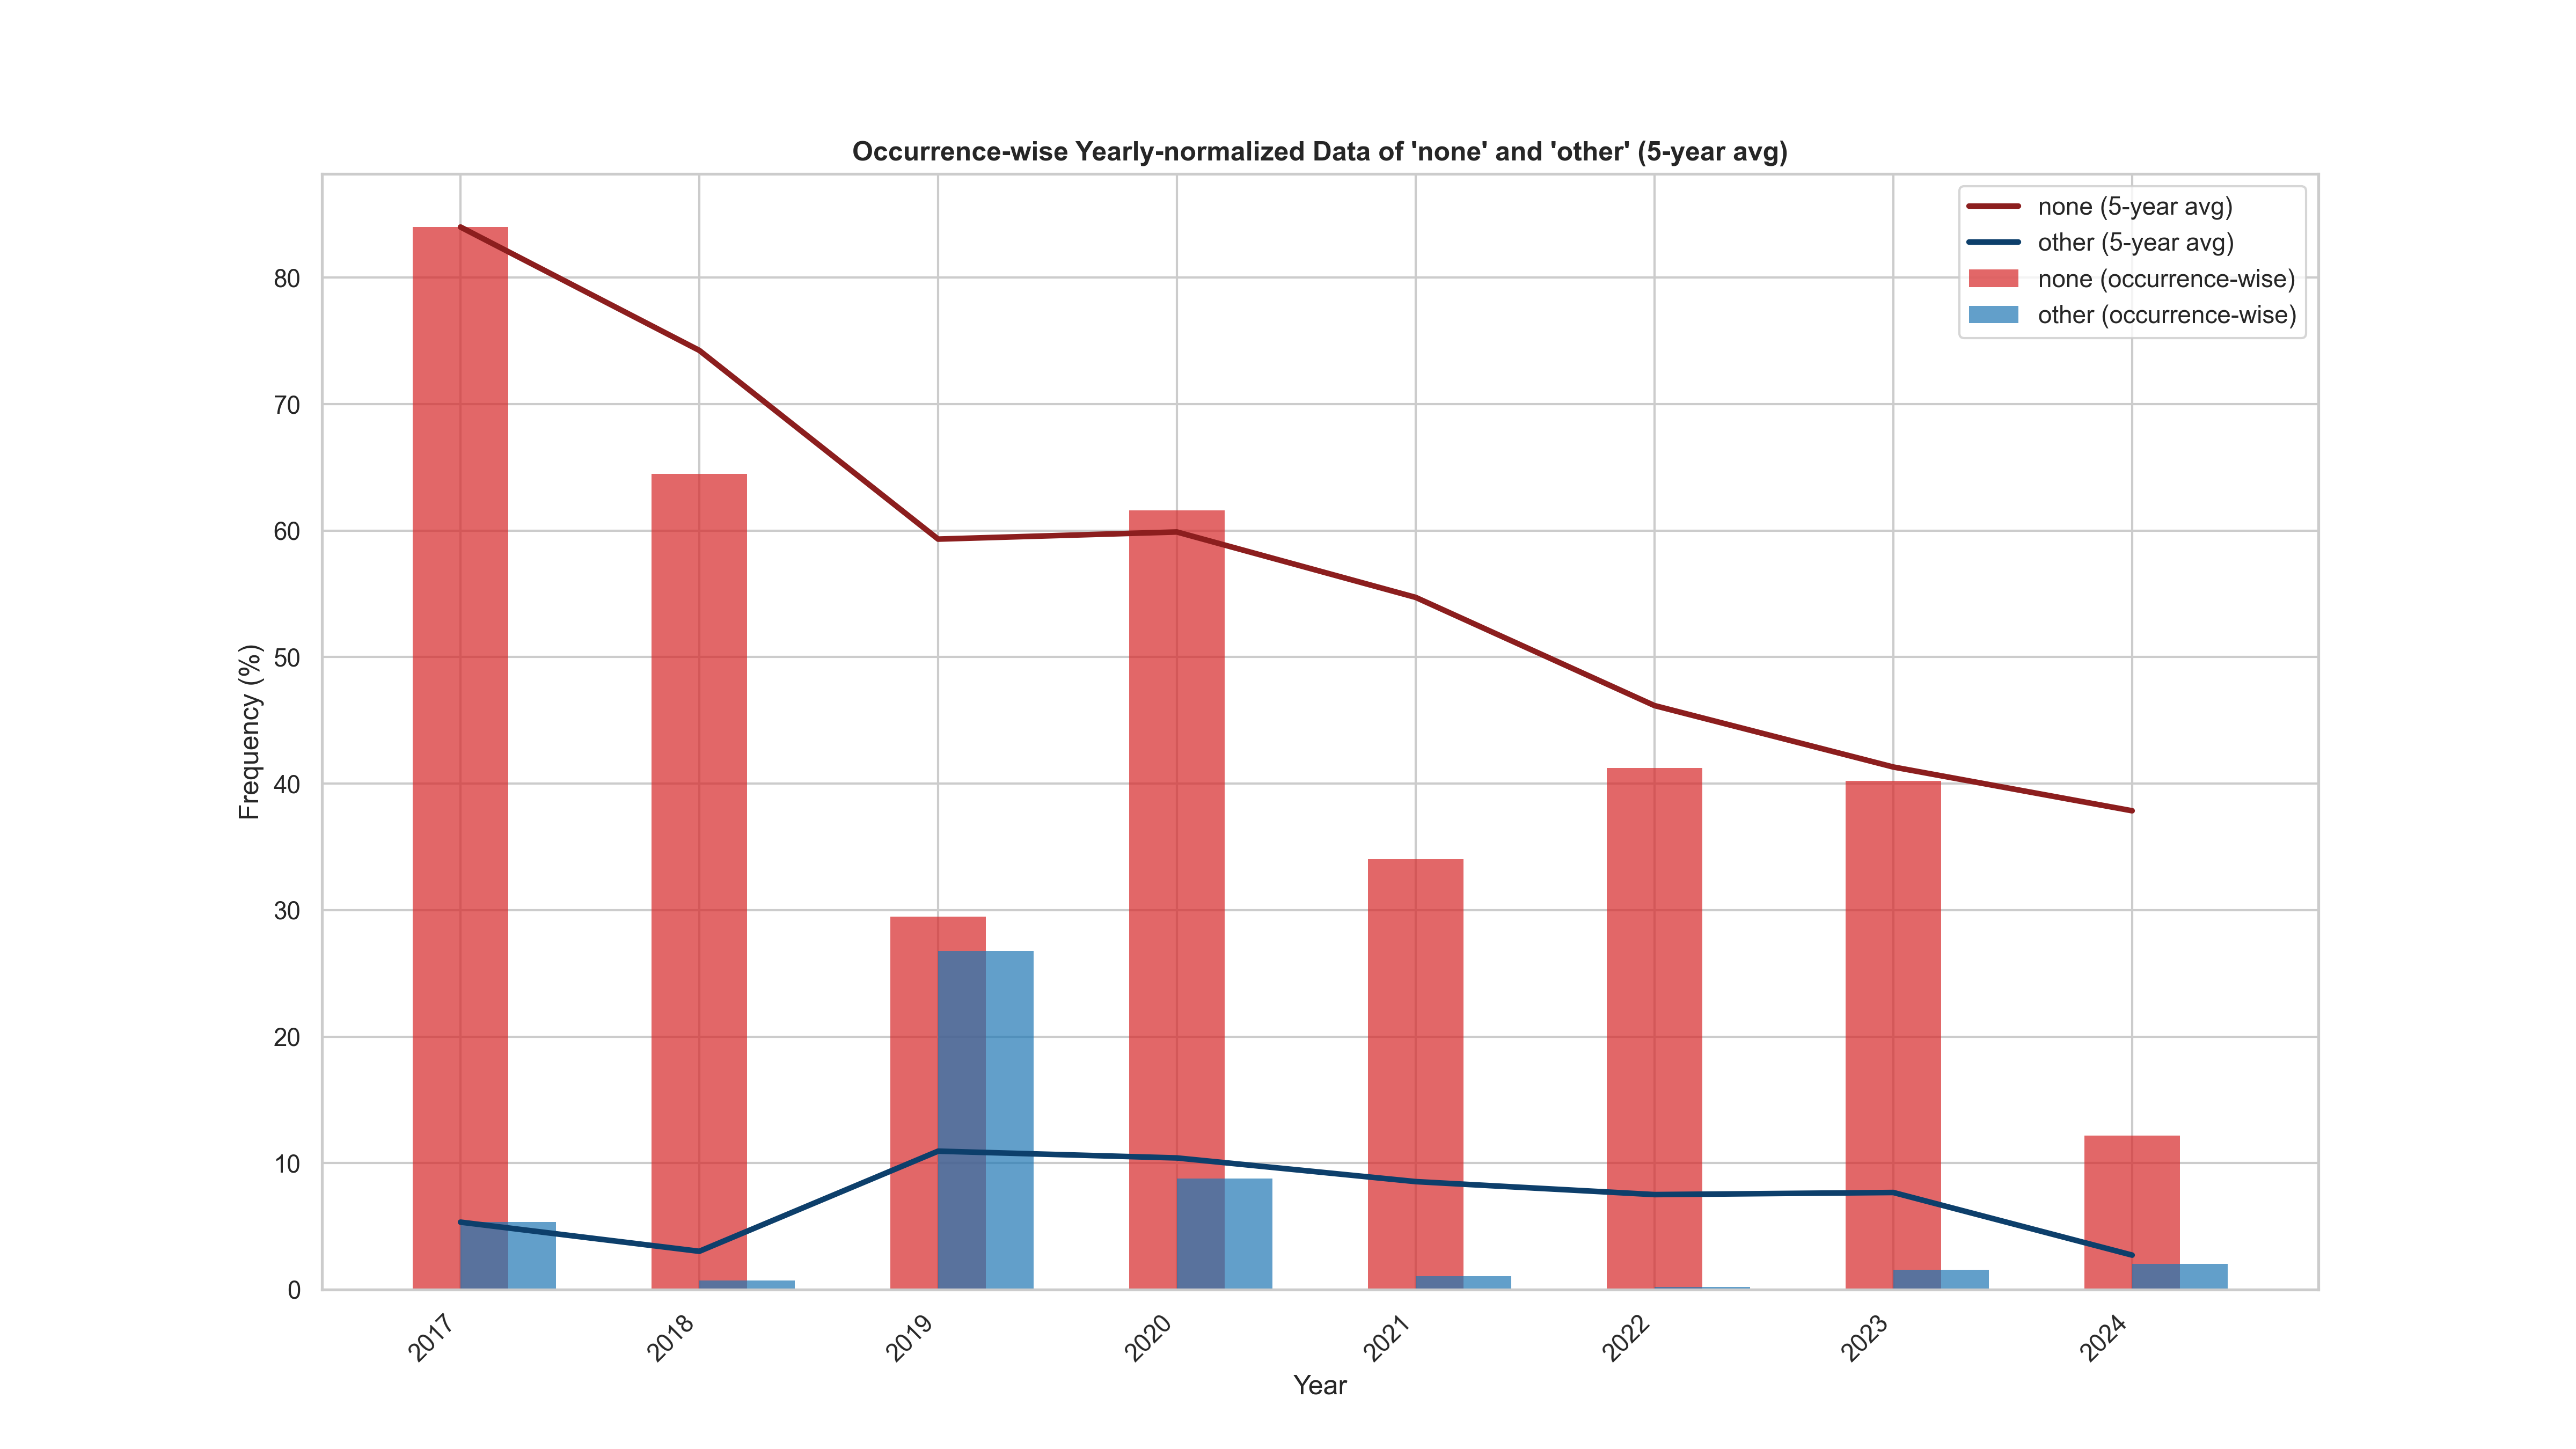 Occurrence-wise Yearly-normalized Data of 'none' and 'other' (5-year avg)
none (5-year avg)
other (5-year avg)
none (occurrence-wise)
other (occurrence-wise)
Frequency (%)
80
70
60
50
40
30
20
10
0
2017
2018
2019
2020
2021
2022
2023
2024
Year